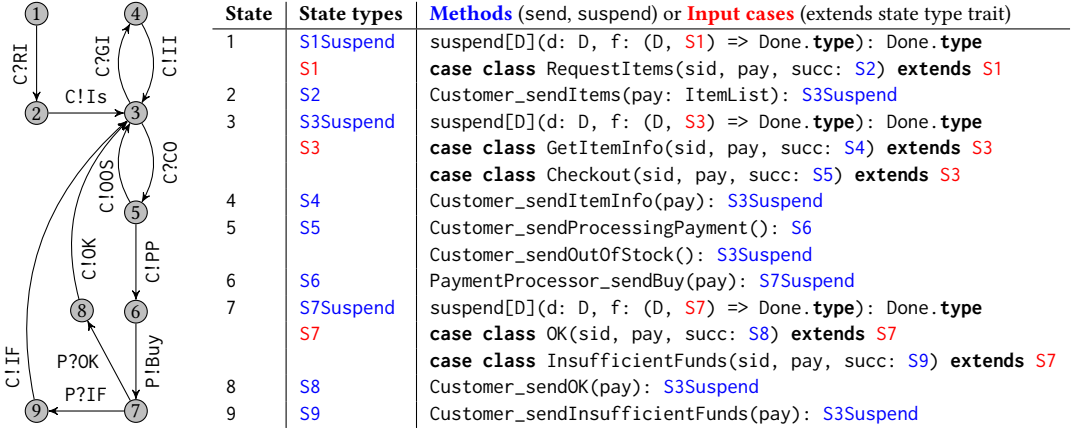 1
4
C?RI
C?GI
C!II
2
C!Is
3
C!OOS
C?CO
5
C!OK
C!PP
8
6
C!IF
P?OK
P!Buy
P?IF
9
7
State State types Methods (send, suspend) or Input cases (extends state type trait)
1 S1Suspend suspend[D](d: D, f: (D, S1) => Done.type): Done.type
S1 case class RequestItems(sid, pay, succ: S2) extends S1
2 S2 Customer_sendItems(pay: ItemList): S3Suspend
3 S3Suspend suspend[D](d: D, f: (D, S3) => Done.type): Done.type
S3 case class GetItemInfo(sid, pay, succ: S4) extends S3
case class Checkout(sid, pay, succ: S5) extends S3
4 S4 Customer_sendItemInfo(pay): S3Suspend
5 S5 Customer_sendProcessingPayment(): S6
Customer_sendOutOfStock(): S3Suspend
6 S6 PaymentProcessor_sendBuy(pay): S7Suspend
7 S7Suspend suspend[D](d: D, f: (D, S7) => Done.type): Done.type
S7 case class OK(sid, pay, succ: S8) extends S7
case class InsufficientFunds(sid, pay, succ: S9) extends S7
8 S8 Customer_sendOK(pay): S3Suspend
9 S9 Customer_sendInsufficientFunds(pay): S3Suspend